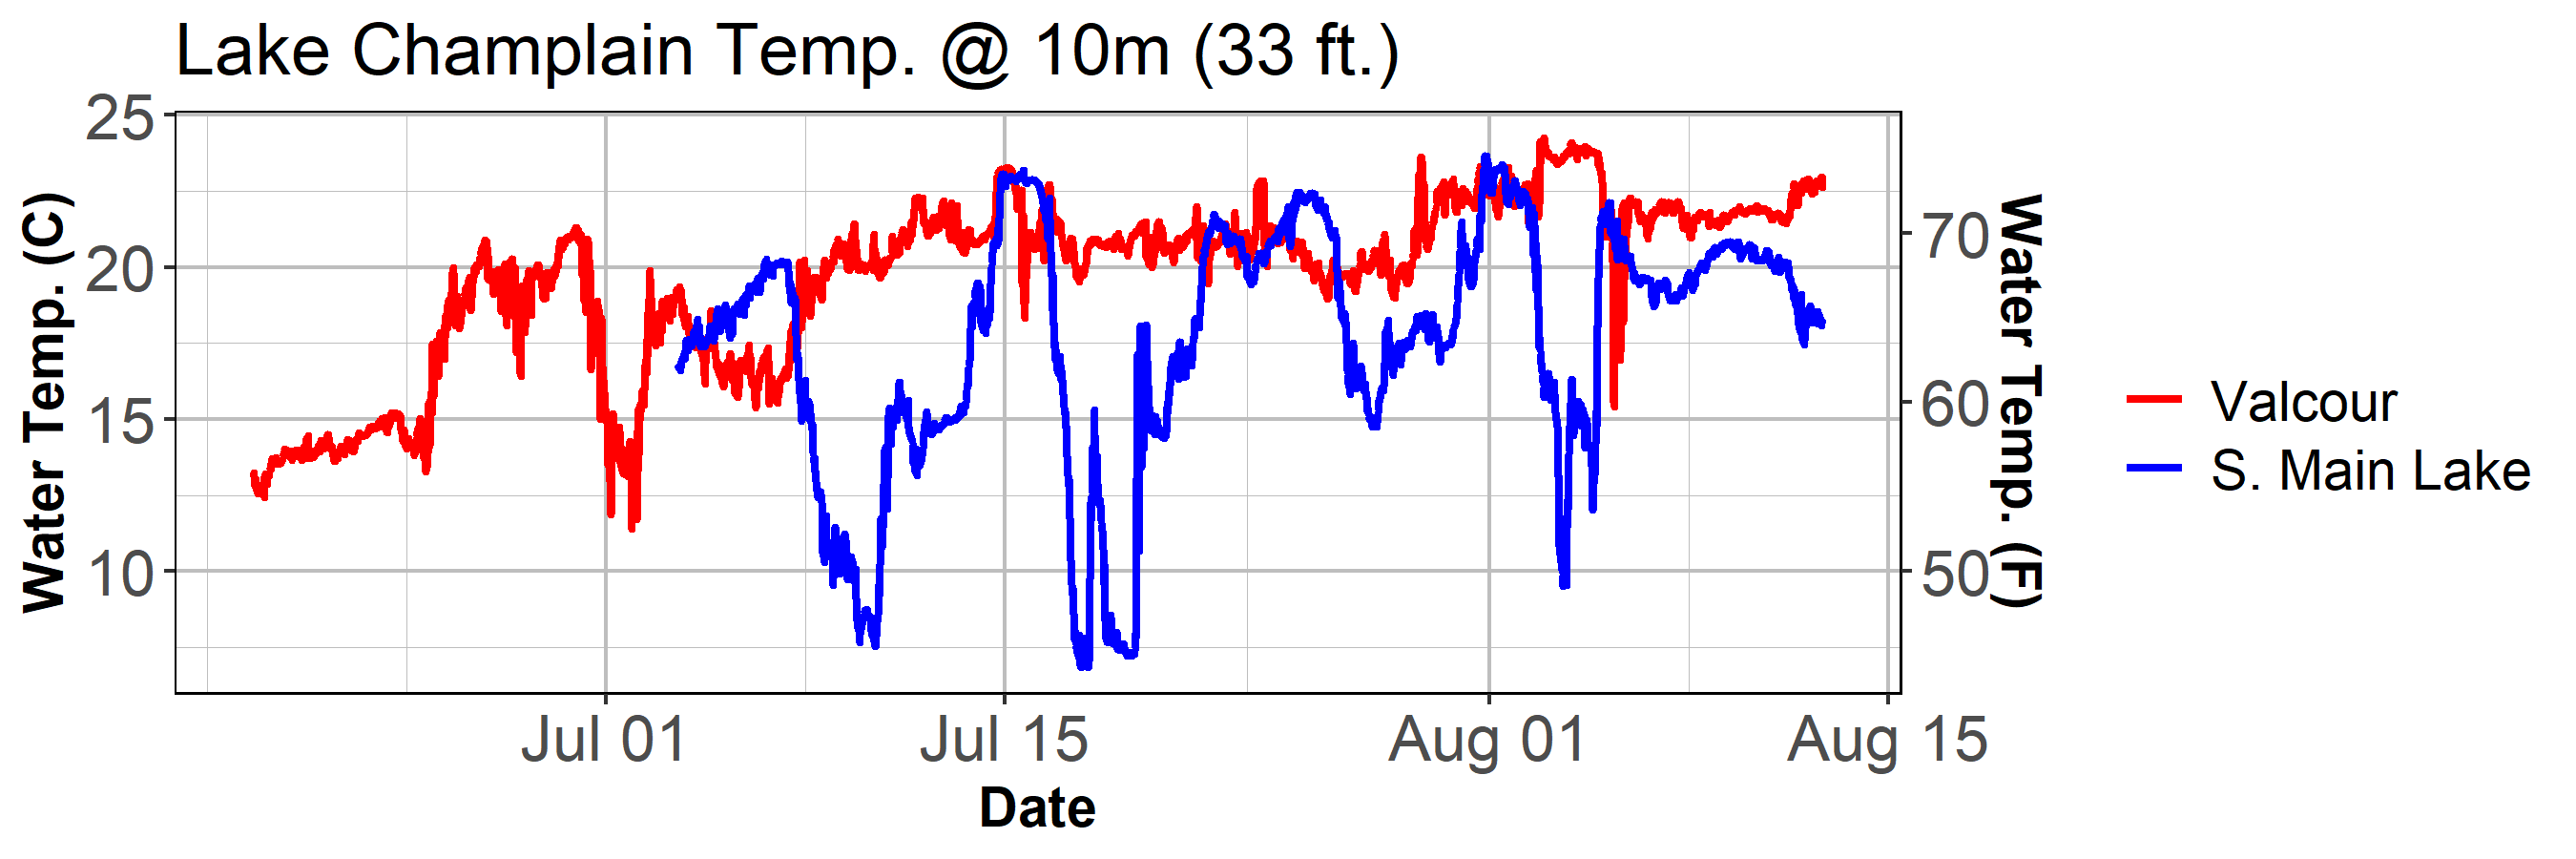 Lake Champlain Temp. @ 10m (33 ft.)
Water Temp. (C)
25
20
15
10
Water Temp. (F)
70
60
50
Jul 01
Jul 15
Aug 01
Aug 15
Date
Valcour
S. Main Lake